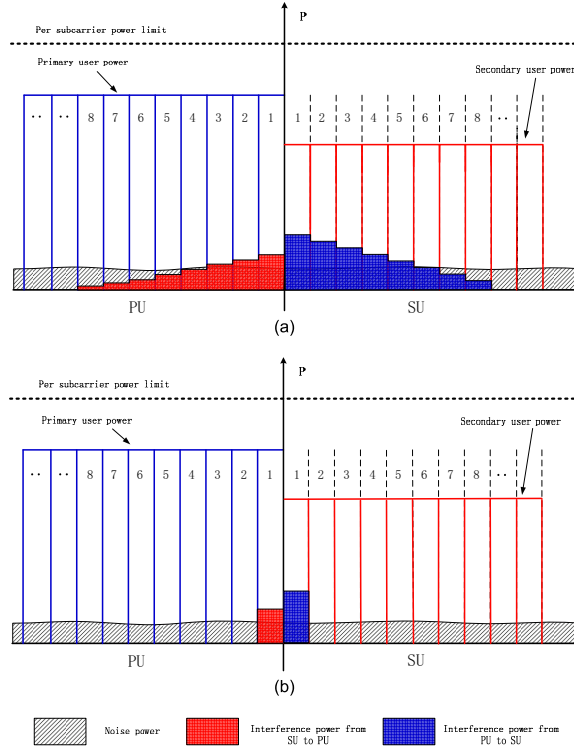 P
Per subcarrier power limit
Primary user power
Secondary user power
.. .. 8 7 6 5 4 3 2 1 1 2 3 4 5 6 7 8 ..
PU SU
(a)
P
Per subcarrier power limit
Primary user power
Secondary user power
.. .. 8 7 6 5 4 3 2 1 1 2 3 4 5 6 7 8 ..
PU SU
(b)
Noise power
Interference power from
SU to PU
Interference power from
PU to SU